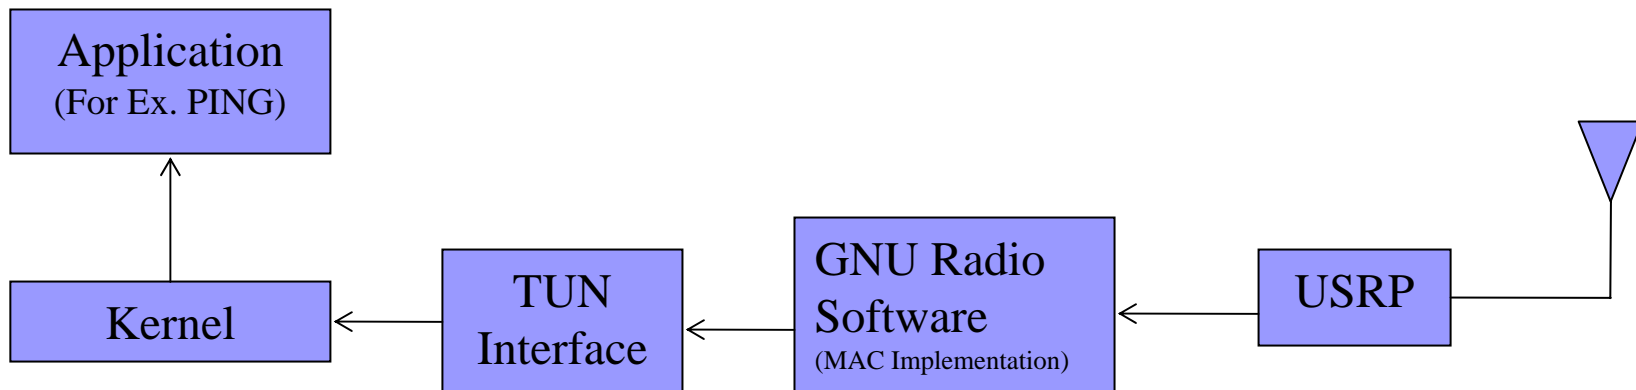 Application
(For Ex. PING)
Kernel
TUN
Interface
GNU Radio
Software
(MAC Implementation)
USRP